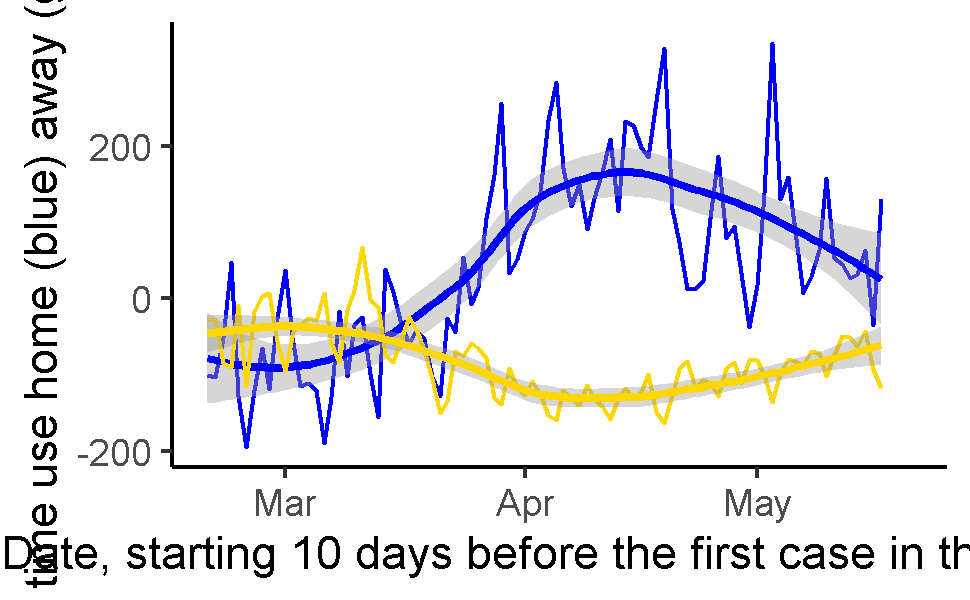 time use home (blue) away (
200
0
-200
Mar Apr May
Date, starting 10 days before the first case in th